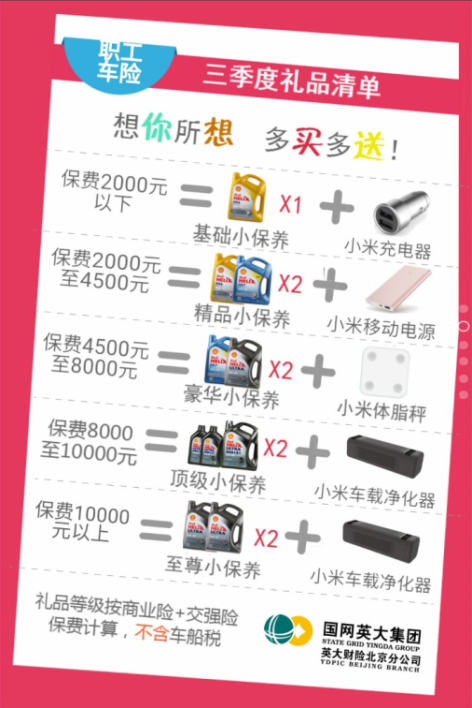 职工
车险
三季度礼品清单
想你所想 多买多送！
保费2000元
以下
X1
基础小保养
小米充电器
保费2000元
至4500元
X2
精品小保养
小米移动电源
保费4500元
至8000元
X2
豪华小保养
小米体脂秤
保费8000
至10000元
X2
顶级小保养
小米车载净化器
保费10000
元以上
X2
至尊小保养
小米车载净化器
礼品等级按商业险+交强险
保费计算，不含车船税
国网英大集团
STATE GRID YINGDA GROUP
英大财险北京分公司
YDPIC BEIJING BRANCH